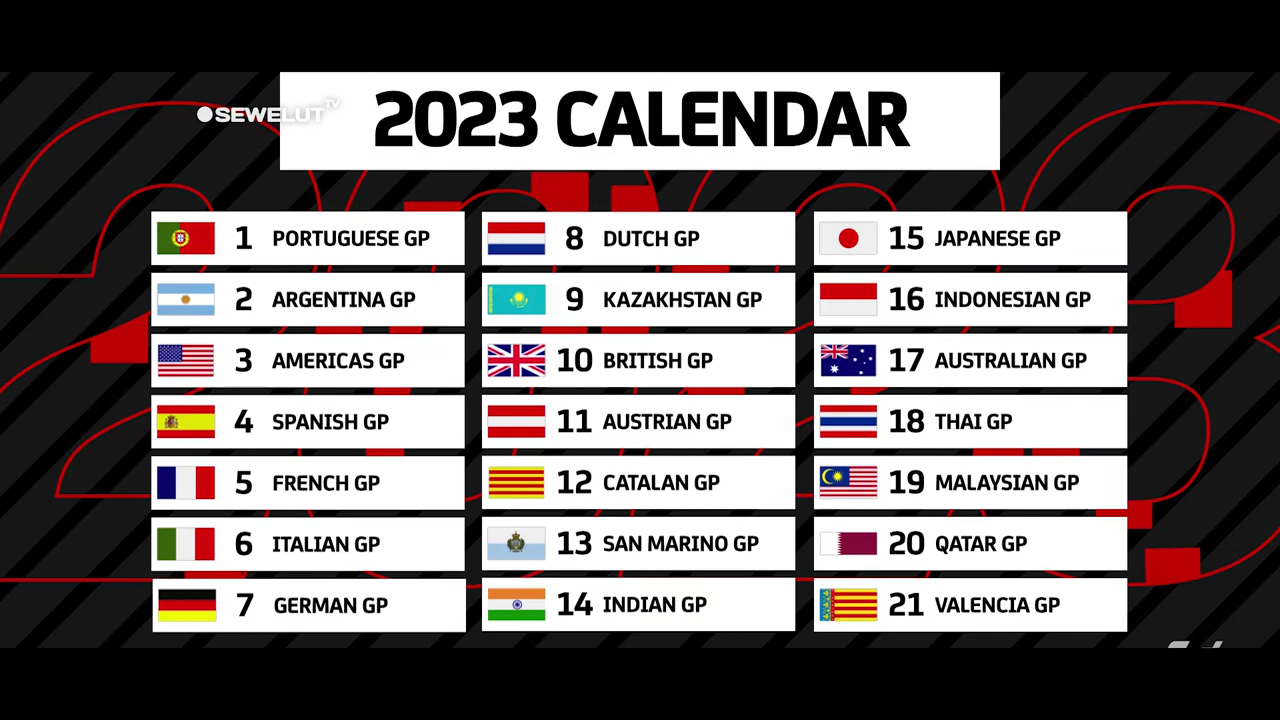 SEWELUT TV
2023 CALENDAR
1 PORTUGUESE GP
2 ARGENTINA GP
3 AMERICAS GP
4 SPANISH GP
5 FRENCH GP
6 ITALIAN GP
7 GERMAN GP
8 DUTCH GP
9 KAZAKHSTAN GP
10 BRITISH GP
11 AUSTRIAN GP
12 CATALAN GP
13 SAN MARINO GP
14 INDIAN GP
15 JAPANESE GP
16 INDONESIAN GP
17 AUSTRALIAN GP
18 THAI GP
19 MALAYSIAN GP
20 QATAR GP
21 VALENCIA GP